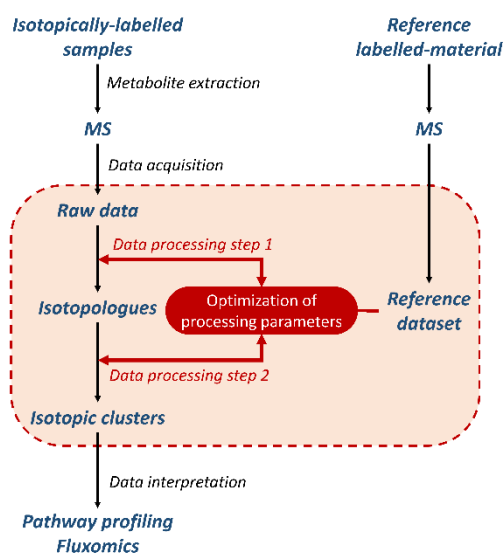 Isotopically-labelled
samples
Reference
labelled-material
Metabolite extraction
MS
MS
Data acquisition
Raw data
Data processing step 1
Isotopologues
Optimization of
processing parameters
Reference
dataset
Data processing step 2
Isotopic clusters
Data interpretation
Pathway profiling
Fluxomics